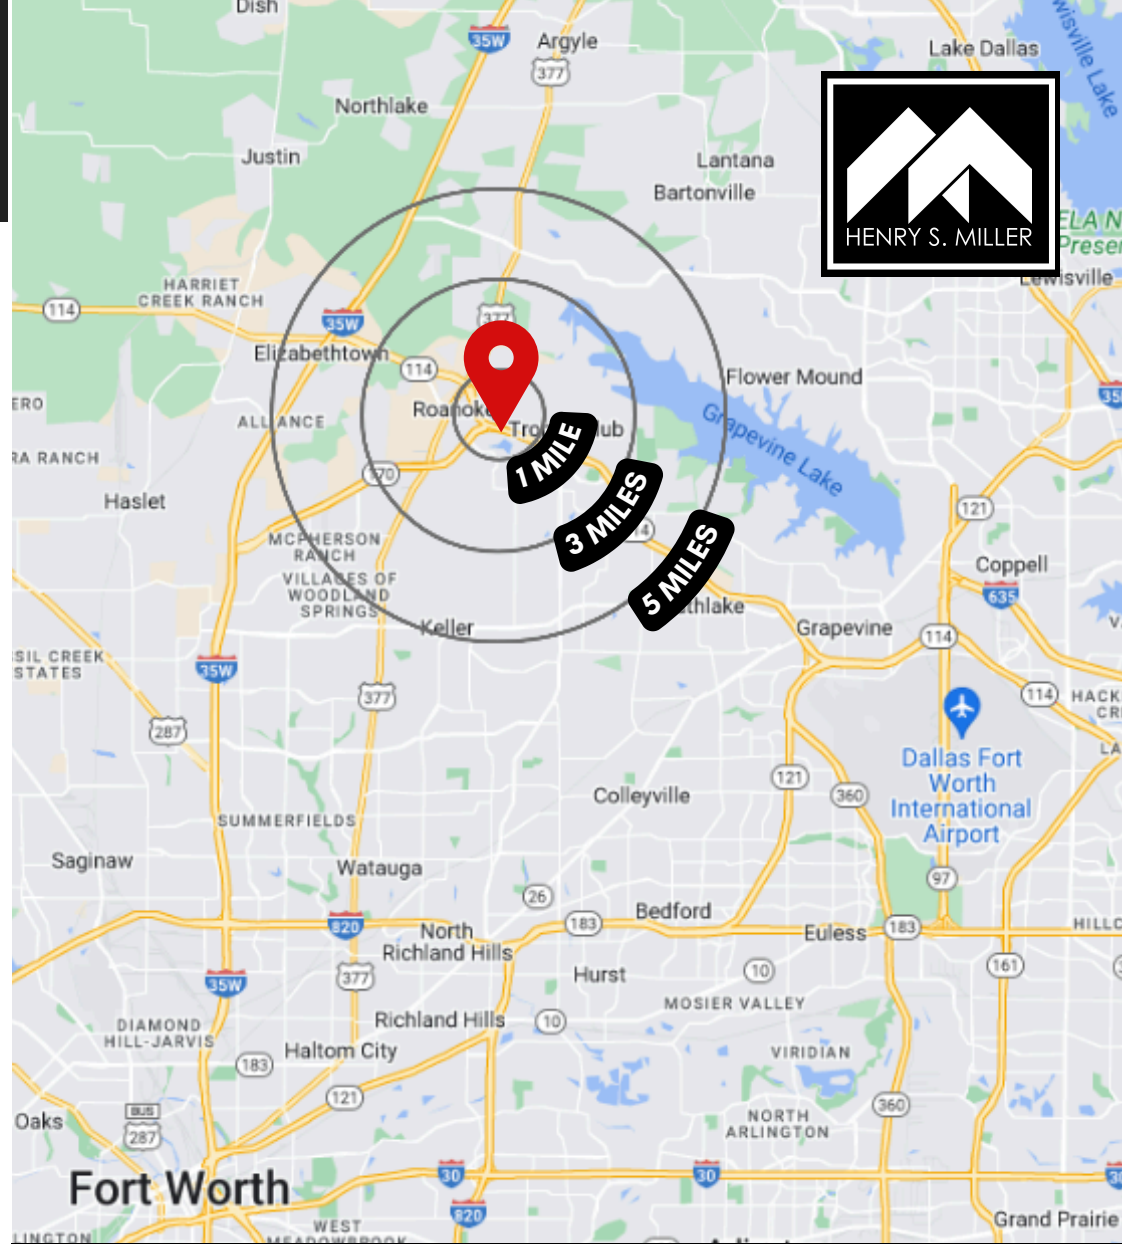 Dish
35W
Argyle
377
Lake Dallas
Northlake
Justin
Lantana
Bartonville
HENRY S. MILLER
Lewisville
HARRIET
CREEK RANCH
114
35W
377
Elizabethtown
114
Flower Mound
Roanoke
ALLIANCE
RA RANCH
1 MILE
Grapevine Lake
Haslet
3 MILES
121
5 MILES
MCPHERSON
RANCH
VILLAGES OF
WOODLAND
SPRINGS
Coppell
635
Keller
Grapevine
114
35W
377
114
287
Dallas Fort
Worth
International
Airport
121
360
Colleyville
SUMMERFIELDS
Saginaw
Watauga
26
97
Bedford
820
183
183
North
Richland Hills
Euless
Hurst
10
161
35W
377
MOSIER VALLEY
DIAMOND
HILL-JARVIS
Richland Hills
10
Haltom City
183
VIRIDIAN
121
360
BUS
287
Oaks
NORTH
ARLINGTON
Fort Worth
30
30
820
WEST
Grand Prairie